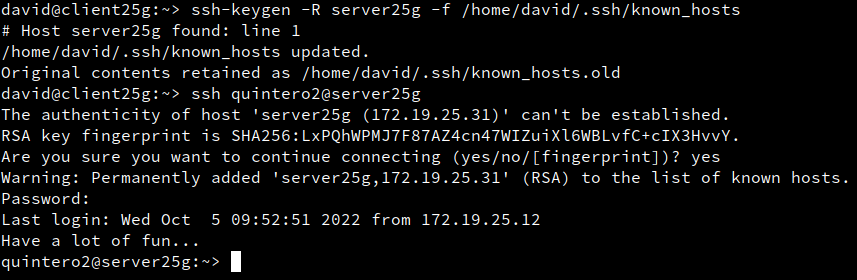 david@client25g:~> ssh-keygen -R server25g -f /home/david/.ssh/known_hosts
# Host server25g found: line 1
/home/david/.ssh/known_hosts updated.
Original contents retained as /home/david/.ssh/known_hosts.old
david@client25g:~> ssh quintero2@server25g
The authenticity of host 'server25g (172.19.25.31)' can't be established.
RSA key fingerprint is SHA256:LxPQhWPMJ7F87AZ4cn47WIZuiXl6WBLvfC+cIX3HvvY.
Are you sure you want to continue connecting (yes/no/[fingerprint])? yes
Warning: Permanently added 'server25g,172.19.25.31' (RSA) to the list of known hosts.
Password:
Last login: Wed Oct  5 09:52:51 2022 from 172.19.25.12
Have a lot of fun...
quintero2@server25g:~>